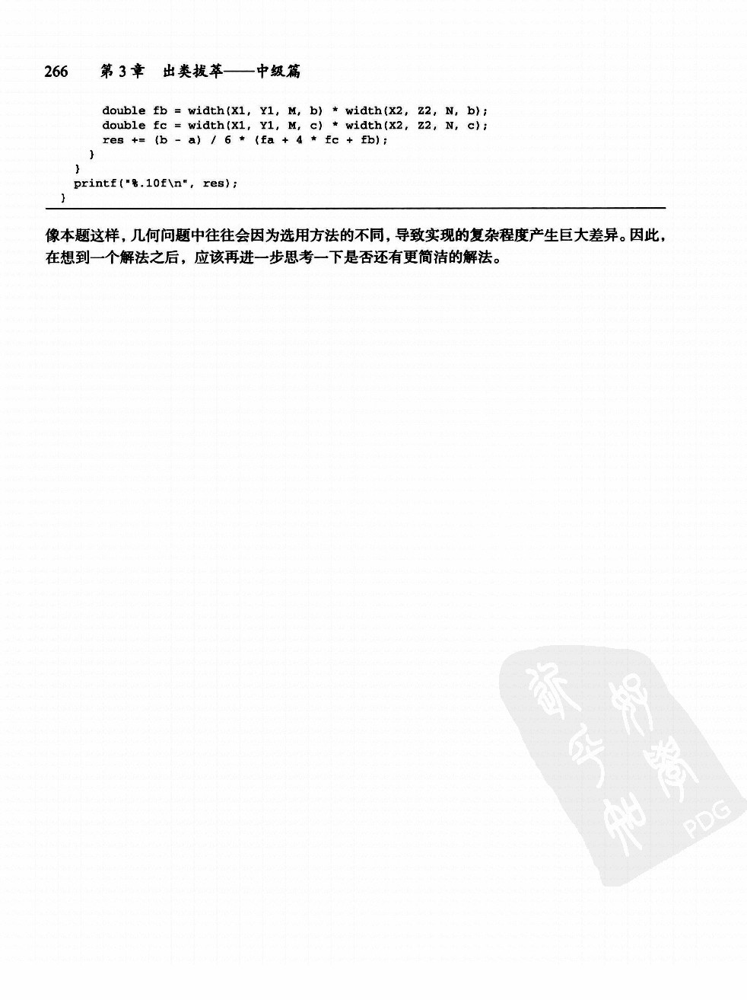 266 第 3 章 出类拔萃——中级篇
double fb = width(X1, Y1, M, b) * width(X2, Z2, N, b);
double fc = width(X1, Y1, M, c) * width(X2, Z2, N, c);
res += (b - a) / 6 * (fa + 4 * fc + fb);
}
}
printf("%.10f\n", res);
}
像本题这样，几何问题中往往会因为选用方法的不同，导致实现的复杂程度产生巨大差异。因此，
在想到一个解法之后，应该再进一步思考一下是否还有更简洁的解法。
PDG